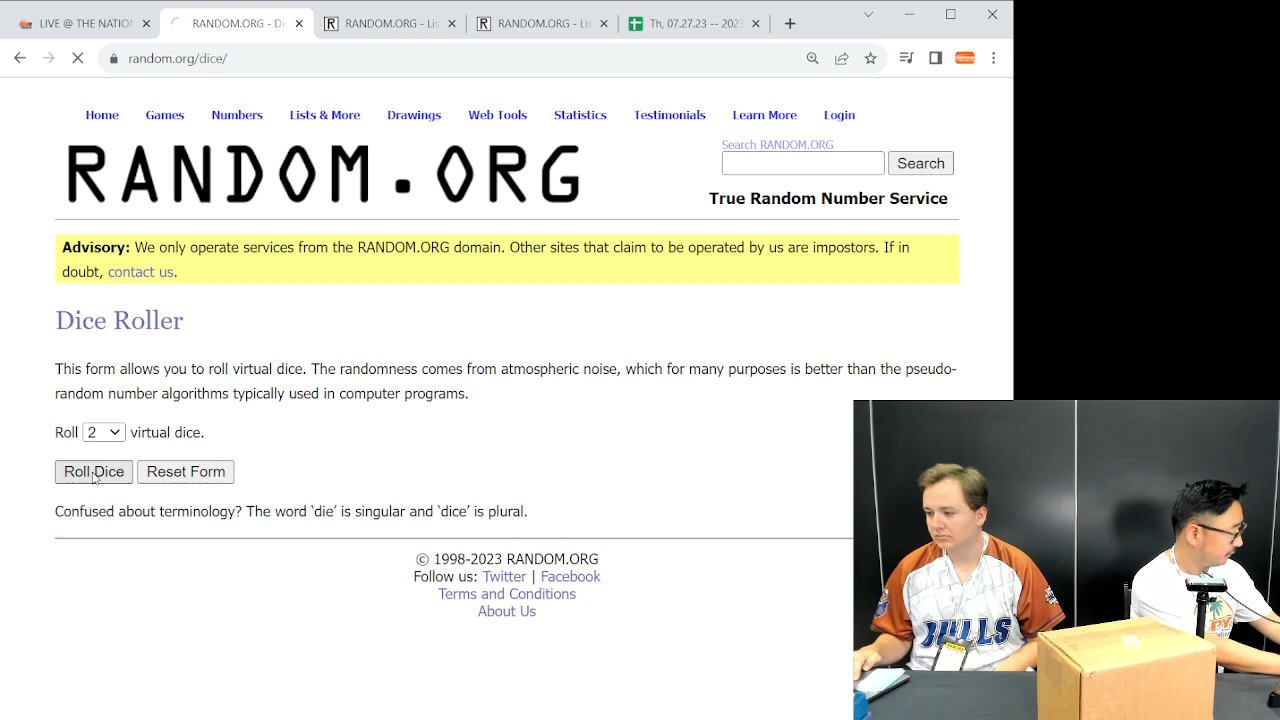 LIVE @ THE NATION
RANDOM.ORG - Dic
RANDOM.ORG - Lis
RANDOM.ORG - Lis
Th, 07.27.23 -- 2023
random.org/dice/
Home Games Numbers Lists & More Drawings Web Tools Statistics Testimonials Learn More Login
RANDOM.ORG
Search RANDOM.ORG
Search
True Random Number Service
Advisory: We only operate services from the RANDOM.ORG domain. Other sites that claim to be operated by us are impostors. If in
doubt, contact us.
Dice Roller
This form allows you to roll virtual dice. The randomness comes from atmospheric noise, which for many purposes is better than the pseudo-
random number algorithms typically used in computer programs.
Roll 2 virtual dice.
Roll Dice Reset Form
Confused about terminology? The word ‘die’ is singular and ‘dice’ is plural.
© 1998-2023 RANDOM.ORG
Follow us: Twitter | Facebook
Terms and Conditions
About Us
BULLS